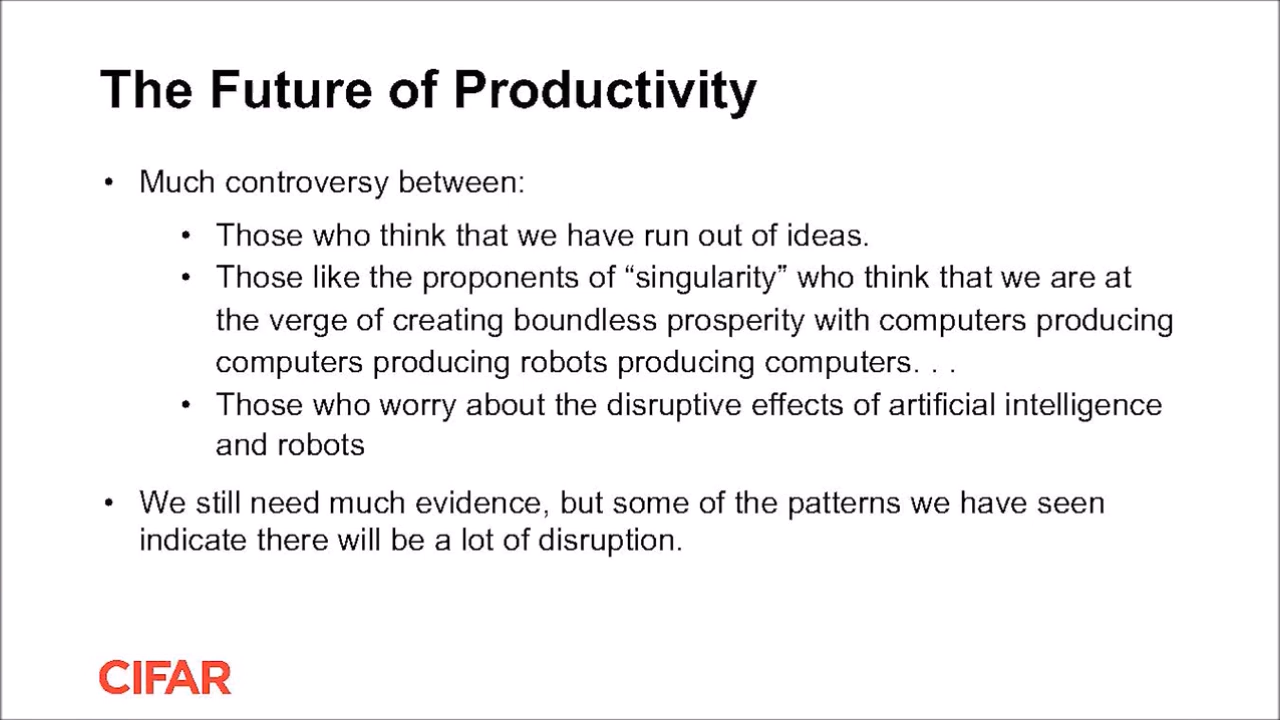 The Future of Productivity
• Much controversy between:
• Those who think that we have run out of ideas.
• Those like the proponents of “singularity” who think that we are at
the verge of creating boundless prosperity with computers producing
computers producing robots producing computers. . .
• Those who worry about the disruptive effects of artificial intelligence
and robots
• We still need much evidence, but some of the patterns we have seen
indicate there will be a lot of disruption.
CIFAR